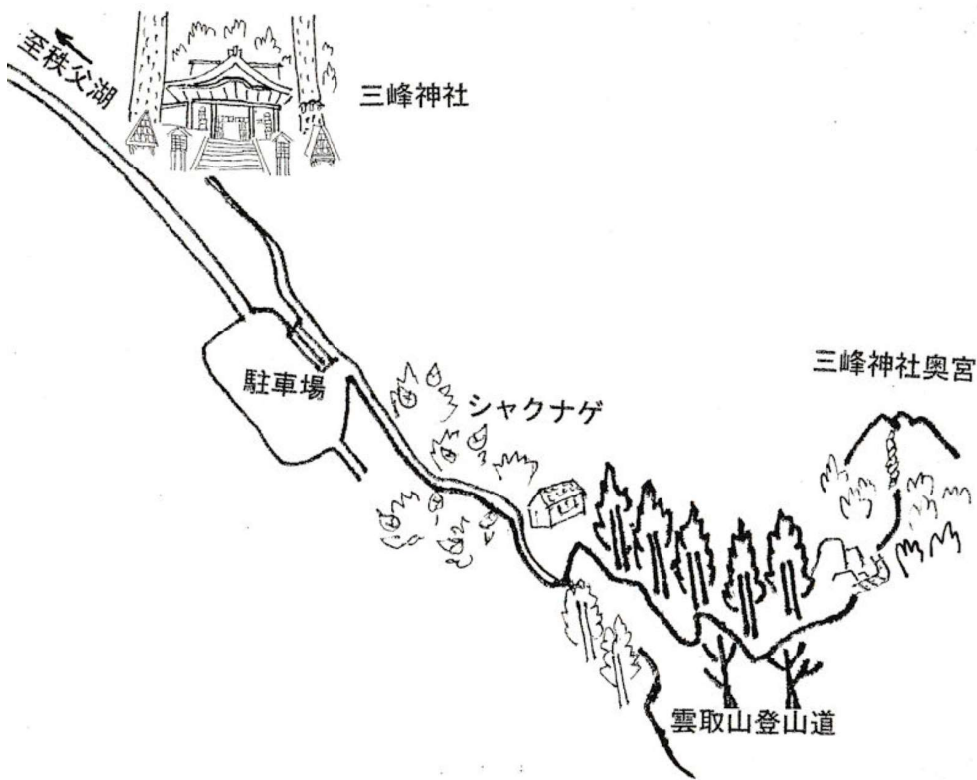 至秩父湖
三峰神社
三峰神社奥宮
駐車場
シャクナゲ
雲取山登山道